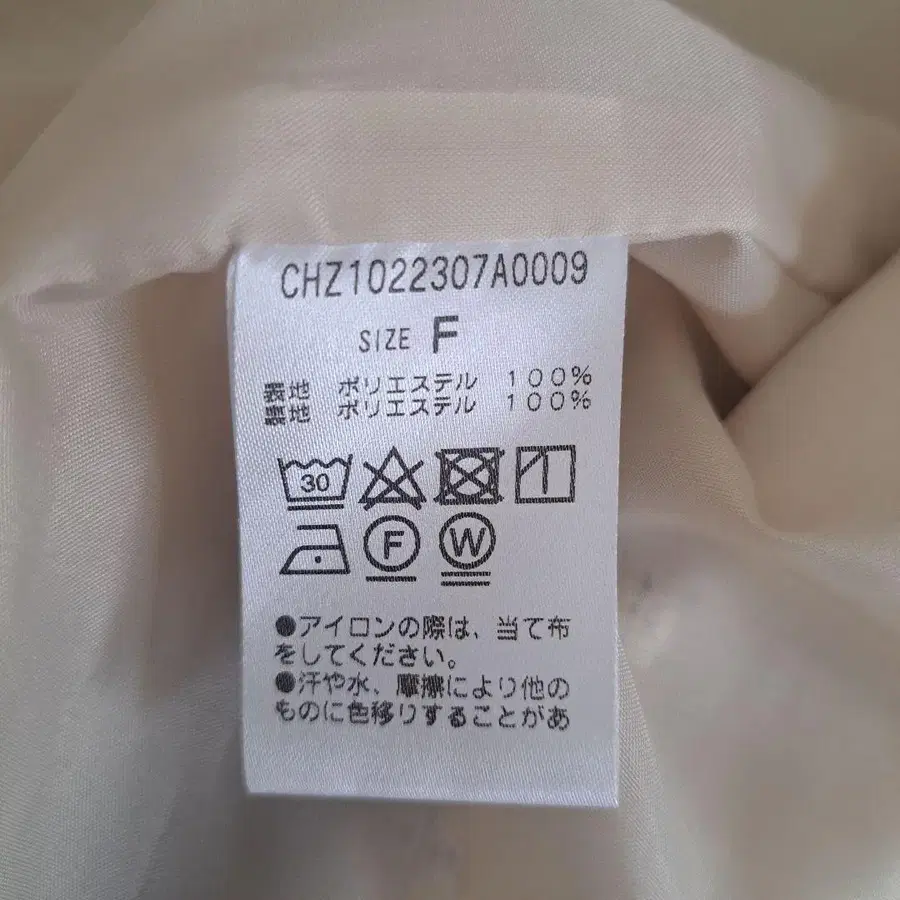 CHZ1022307A0009
SIZE F
表地 ポリエステル 100%
裏地 ポリエステル 100%
30
F W
●アイロンの際は、当て布
をしてください。
●汗や水、摩擦により他の
ものに色移りすることがあ